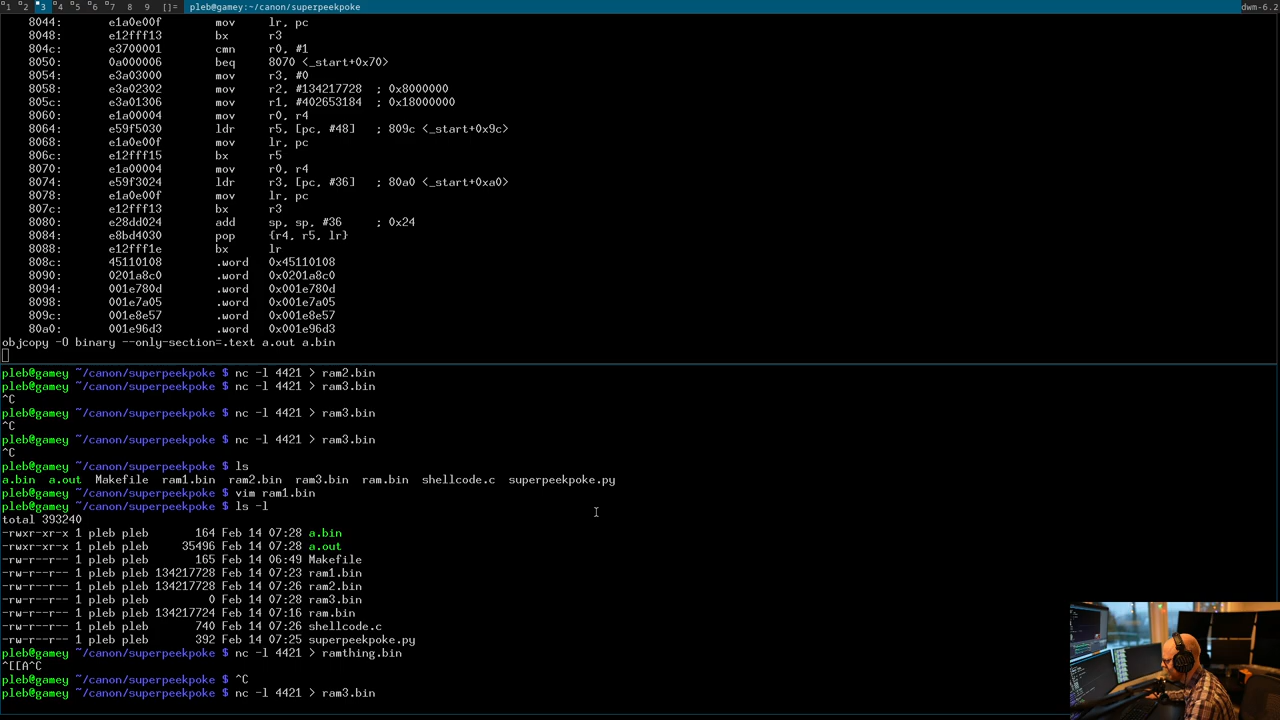 1 2 3 4 5 6 7 8 9 []= pleb@gamey:~/canon/superpeekpoke dwm-6.2
8044: e1a0e00f mov lr, pc
8048: e12fff13 bx r3
804c: e3700001 cmn r0, #1
8050: 0a000006 beq 8070 <_start+0x70>
8054: e3a03000 mov r3, #0
8058: e3a02302 mov r2, #134217728 ; 0x8000000
805c: e3a01306 mov r1, #402653184 ; 0x18000000
8060: e1a00004 mov r0, r4
8064: e59f5030 ldr r5, [pc, #48] ; 809c <_start+0x9c>
8068: e1a0e00f mov lr, pc
806c: e12fff15 bx r5
8070: e1a00004 mov r0, r4
8074: e59f3024 ldr r3, [pc, #36] ; 80a0 <_start+0xa0>
8078: e1a0e00f mov lr, pc
807c: e12fff13 bx r3
8080: e28dd024 add sp, sp, #36 ; 0x24
8084: e8bd4030 pop {r4, r5, lr}
8088: e12fff1e bx lr
808c: 45110108 .word 0x45110108
8090: 0201a8c0 .word 0x0201a8c0
8094: 001e780d .word 0x001e780d
8098: 001e7a05 .word 0x001e7a05
809c: 001e8e57 .word 0x001e8e57
80a0: 001e96d3 .word 0x001e96d3
objcopy -O binary --only-section=.text a.out a.bin
pleb@gamey ~/canon/superpeekpoke $ nc -l 4421 > ram2.bin
pleb@gamey ~/canon/superpeekpoke $ nc -l 4421 > ram3.bin
^C
pleb@gamey ~/canon/superpeekpoke $ nc -l 4421 > ram3.bin
^C
pleb@gamey ~/canon/superpeekpoke $ nc -l 4421 > ram3.bin
^C
pleb@gamey ~/canon/superpeekpoke $ ls
a.bin a.out Makefile ram1.bin ram2.bin ram3.bin ram.bin shellcode.c superpeekpoke.py
pleb@gamey ~/canon/superpeekpoke $ vim ram1.bin
pleb@gamey ~/canon/superpeekpoke $ ls -l
total 393240
-rwxr-xr-x 1 pleb pleb 164 Feb 14 07:28 a.bin
-rwxr-xr-x 1 pleb pleb 35496 Feb 14 07:28 a.out
-rw-r--r-- 1 pleb pleb 165 Feb 14 06:49 Makefile
-rw-r--r-- 1 pleb pleb 134217728 Feb 14 07:23 ram1.bin
-rw-r--r-- 1 pleb pleb 134217728 Feb 14 07:26 ram2.bin
-rw-r--r-- 1 pleb pleb 0 Feb 14 07:28 ram3.bin
-rw-r--r-- 1 pleb pleb 134217724 Feb 14 07:16 ram.bin
-rw-r--r-- 1 pleb pleb 740 Feb 14 07:26 shellcode.c
-rw-r--r-- 1 pleb pleb 392 Feb 14 07:25 superpeekpoke.py
pleb@gamey ~/canon/superpeekpoke $ nc -l 4421 > ramthing.bin
^[[A^C
pleb@gamey ~/canon/superpeekpoke $ ^C
pleb@gamey ~/canon/superpeekpoke $ nc -l 4421 > ram3.bin